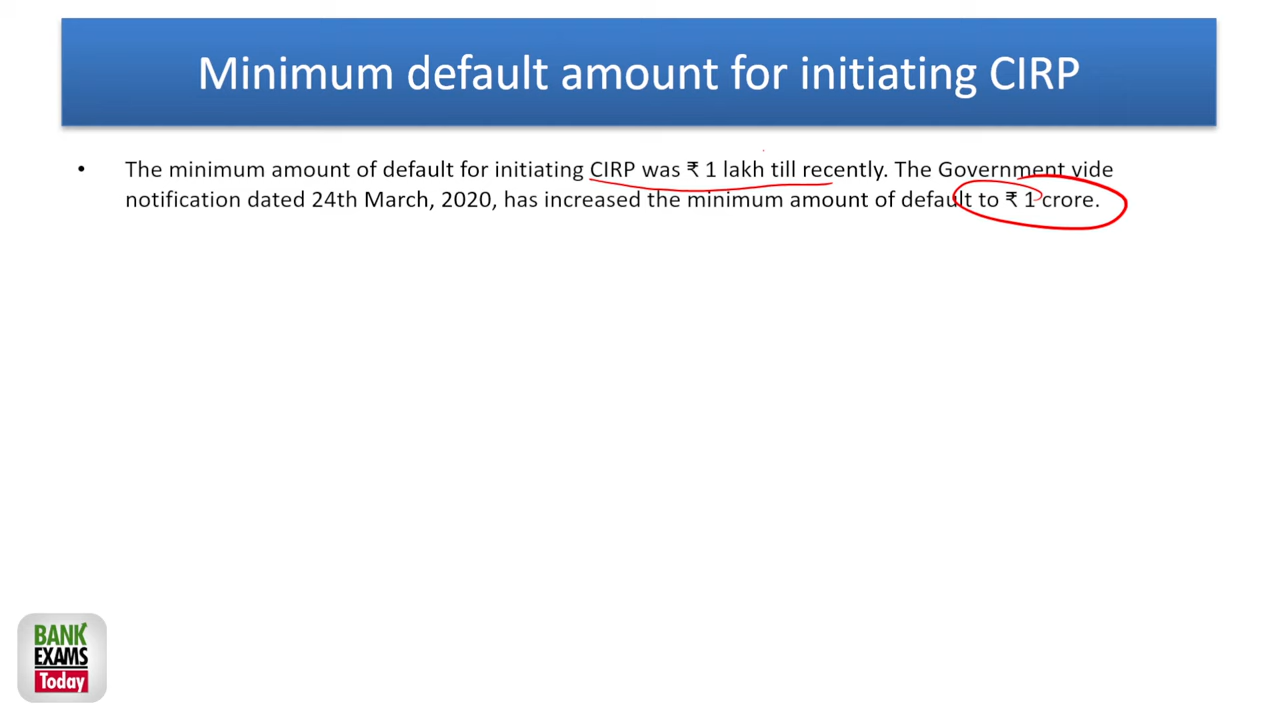 Minimum default amount for initiating CIRP
• The minimum amount of default for initiating CIRP was ₹ 1 lakh till recently. The Government vide
notification dated 24th March, 2020, has increased the minimum amount of default to ₹ 1 crore.
BANK
EXAMS
Today